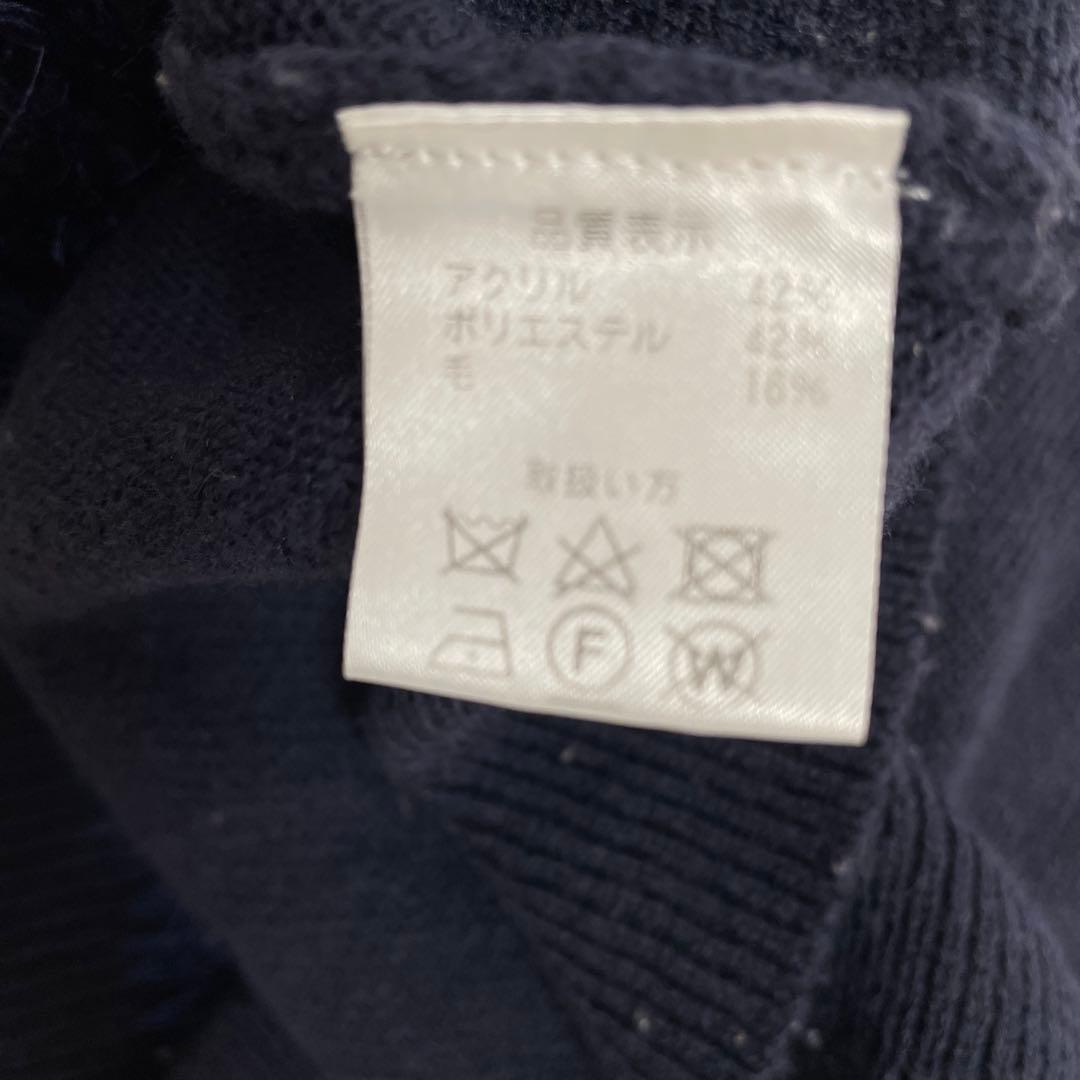 品質表示
アクリル 42%
ポリエステル 42%
毛 16%
取扱い方
F W